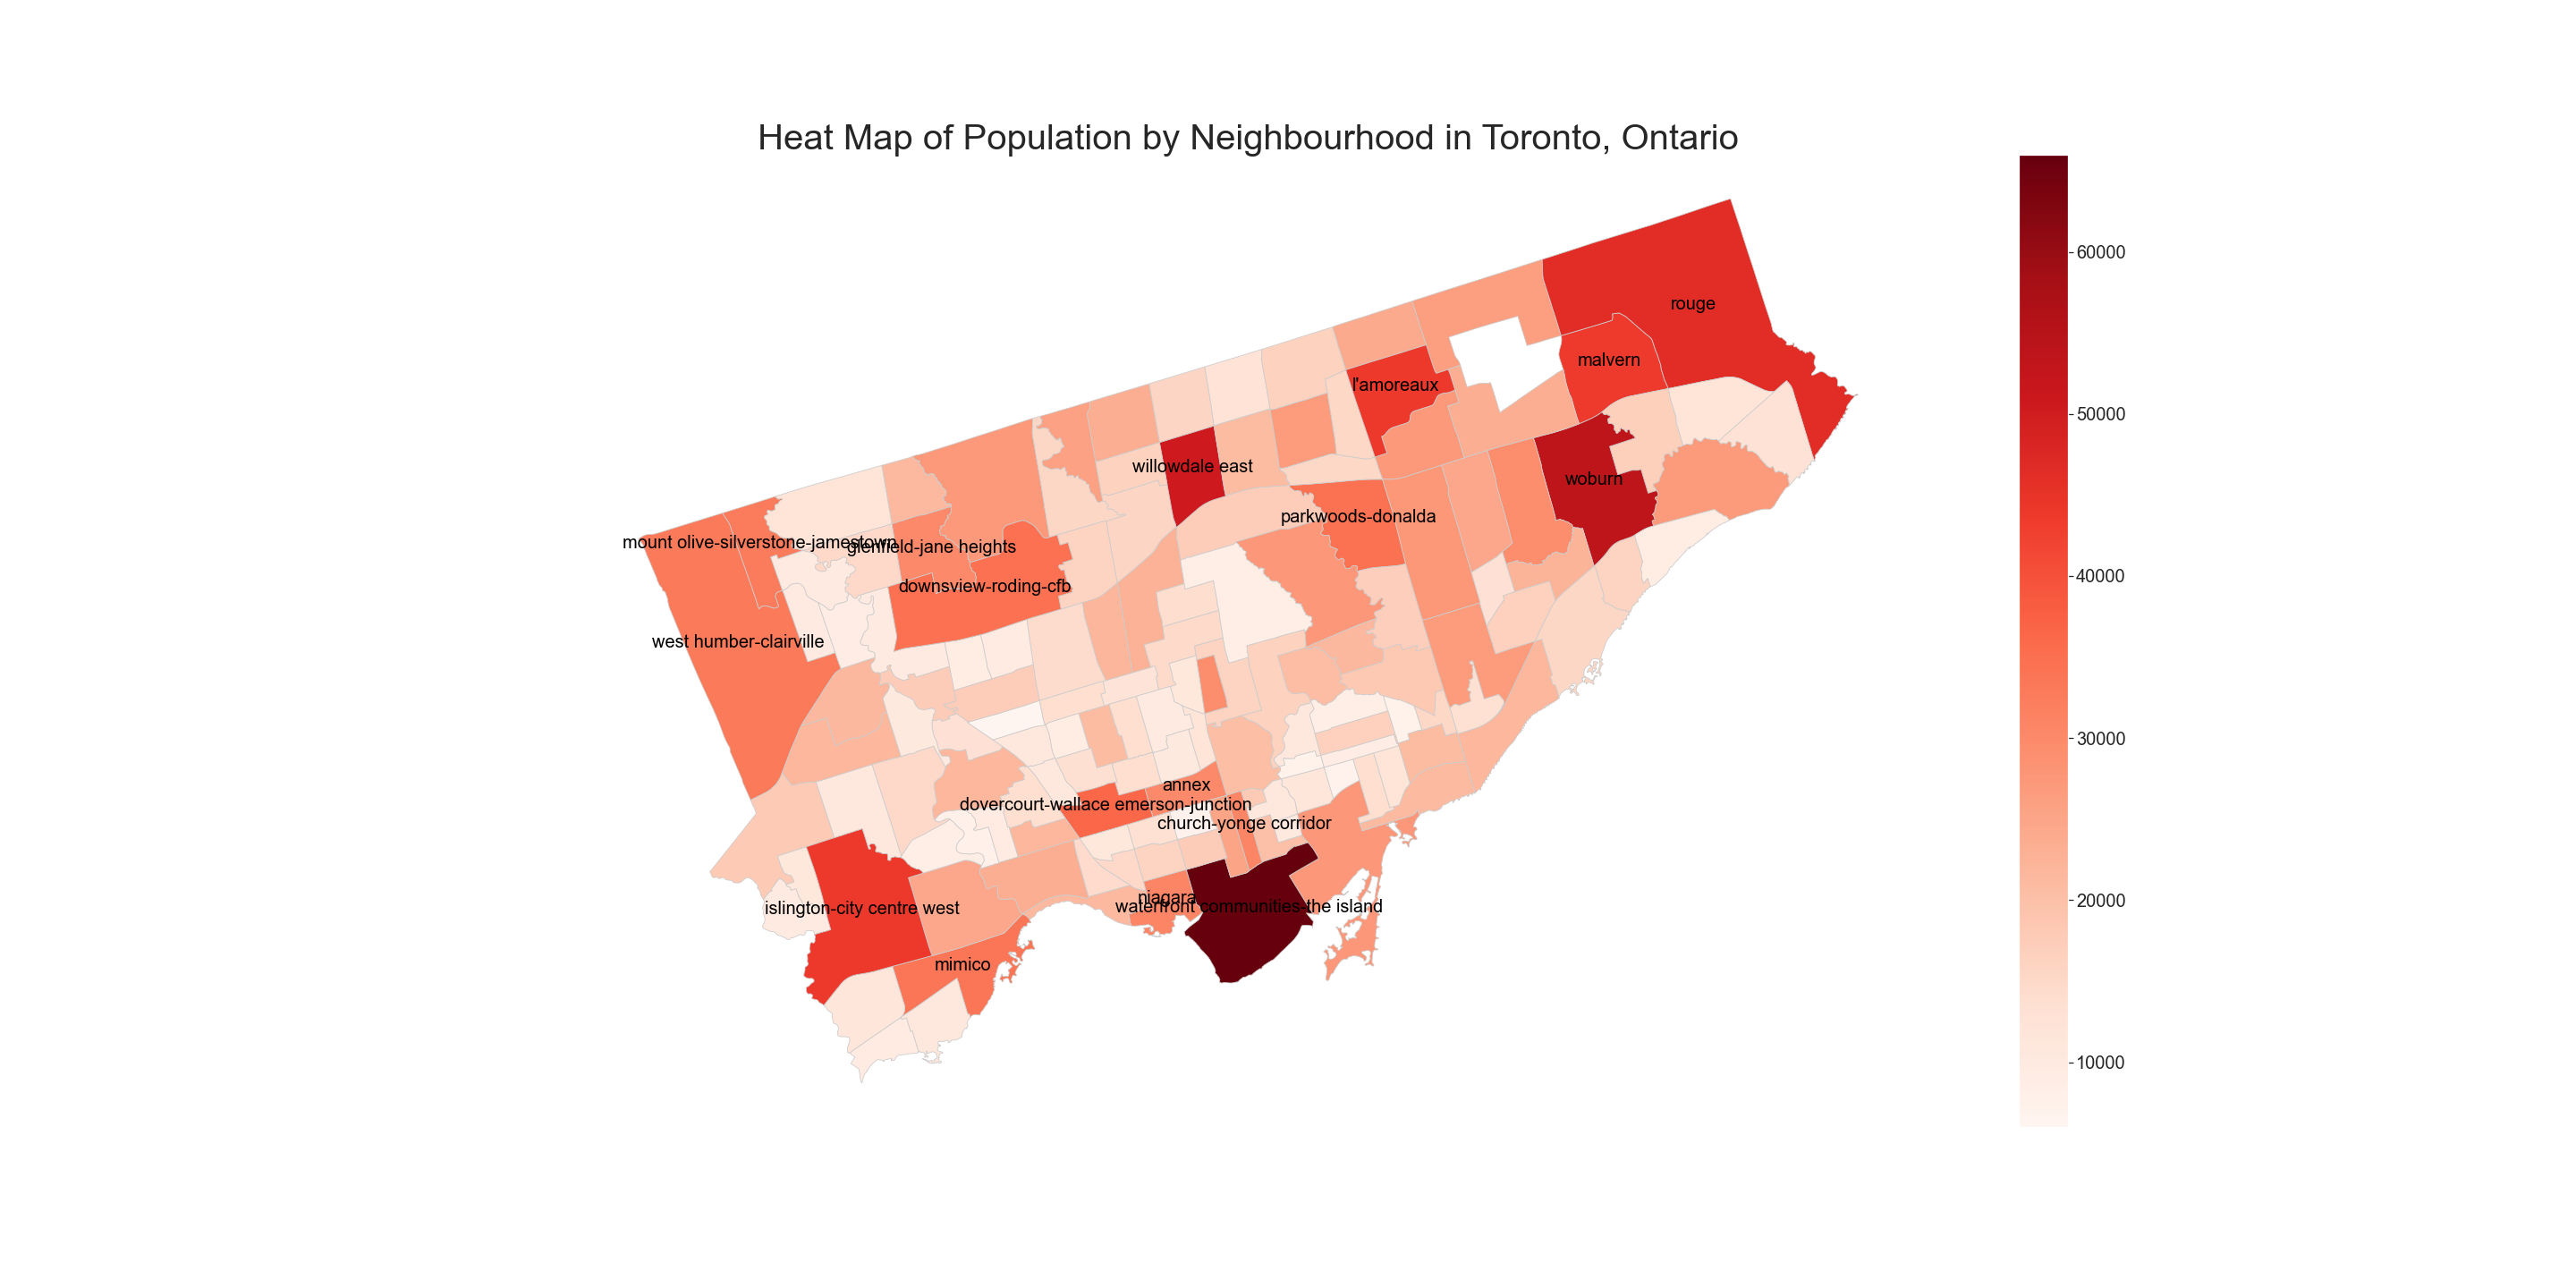 Heat Map of Population by Neighbourhood in Toronto, Ontario
60000
rouge
malvern
l'amoreaux
50000
willowdale east
woburn
parkwoods-donalda
mount olive-silverstone-jamestown
glenfield-jane heights
downsview-roding-cfb
40000
west humber-clairville
30000
annex
dovercourt-wallace emerson-junction
church-yonge corridor
niagara
20000
waterfront communities-the island
islington-city centre west
mimico
10000